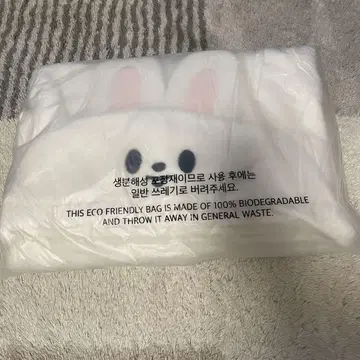 생분해성 포장재이므로 사용 후에는
일반 쓰레기로 버려주세요.
THIS ECO FRIENDLY BAG IS MADE OF 100% BIODEGRADABLE
AND THROW IT AWAY IN GENERAL WASTE.